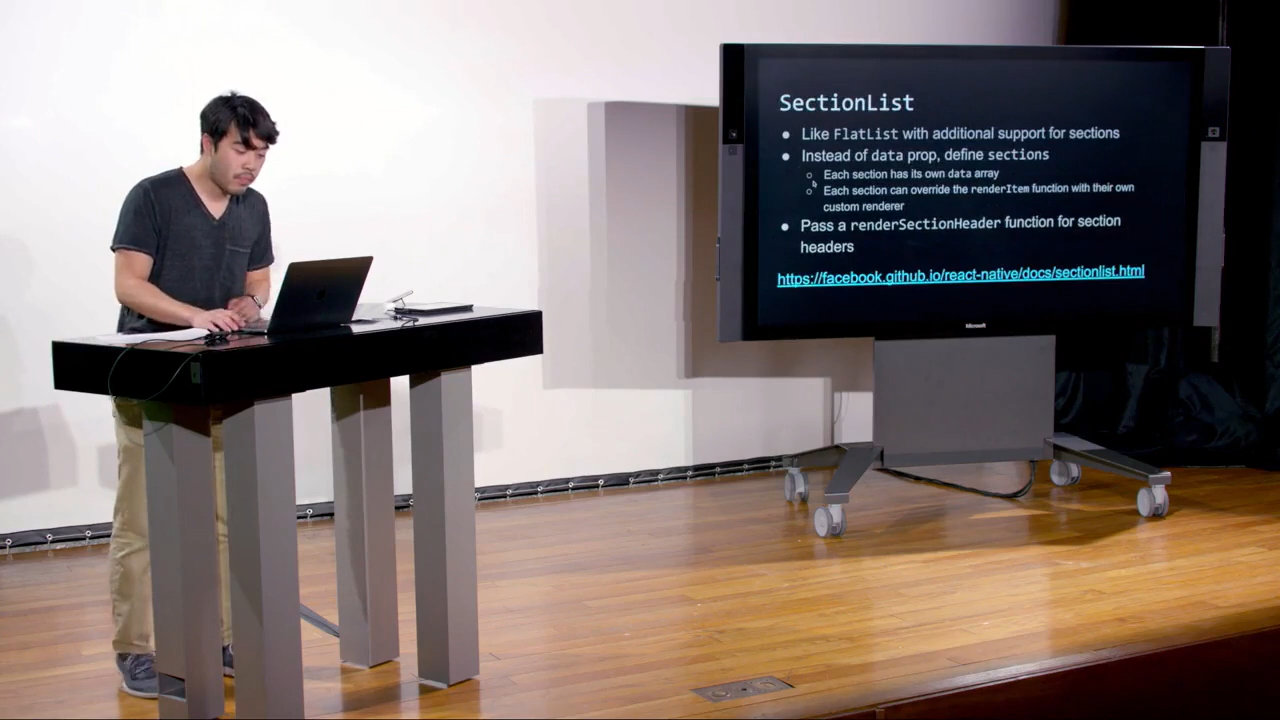 SectionList
● Like FlatList with additional support for sections
● Instead of data prop, define sections
○ Each section has its own data array
○ Each section can override the renderItem function with their own
custom renderer
● Pass a renderSectionHeader function for section
headers
https://facebook.github.io/react-native/docs/sectionlist.html
Microsoft